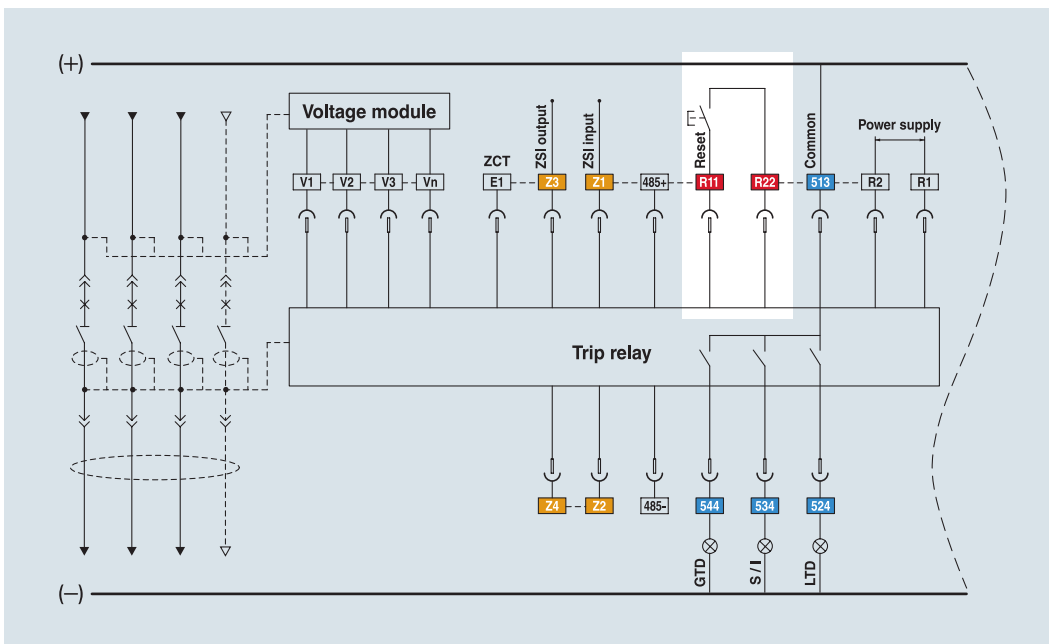 (+)
Voltage module
ZCT
ZSI output
ZSI input
Reset
Common
Power supply
V1
V2
V3
Vn
E1
Z3
Z1
485+
R11
R22
513
R2
R1
Trip relay
Z4
Z2
485-
544
534
524
GTD
S / I
LTD
(−)